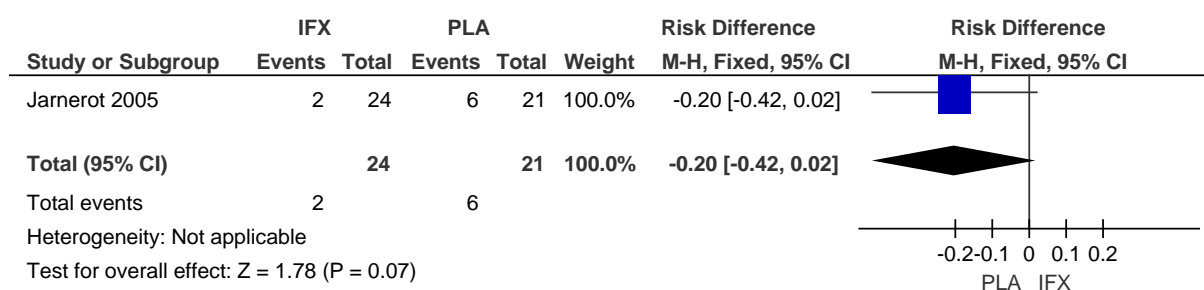 IFX PLA Risk Difference Risk Difference
Study or Subgroup Events Total Events Total Weight M-H, Fixed, 95% CI M-H, Fixed, 95% CI
Jarnerot 2005 2 24 6 21 100.0% -0.20 [-0.42, 0.02]
Total (95% CI) 24 21 100.0% -0.20 [-0.42, 0.02]
Total events 2 6
Heterogeneity: Not applicable
Test for overall effect: Z = 1.78 (P = 0.07)
-0.2 -0.1 0 0.1 0.2
PLA IFX